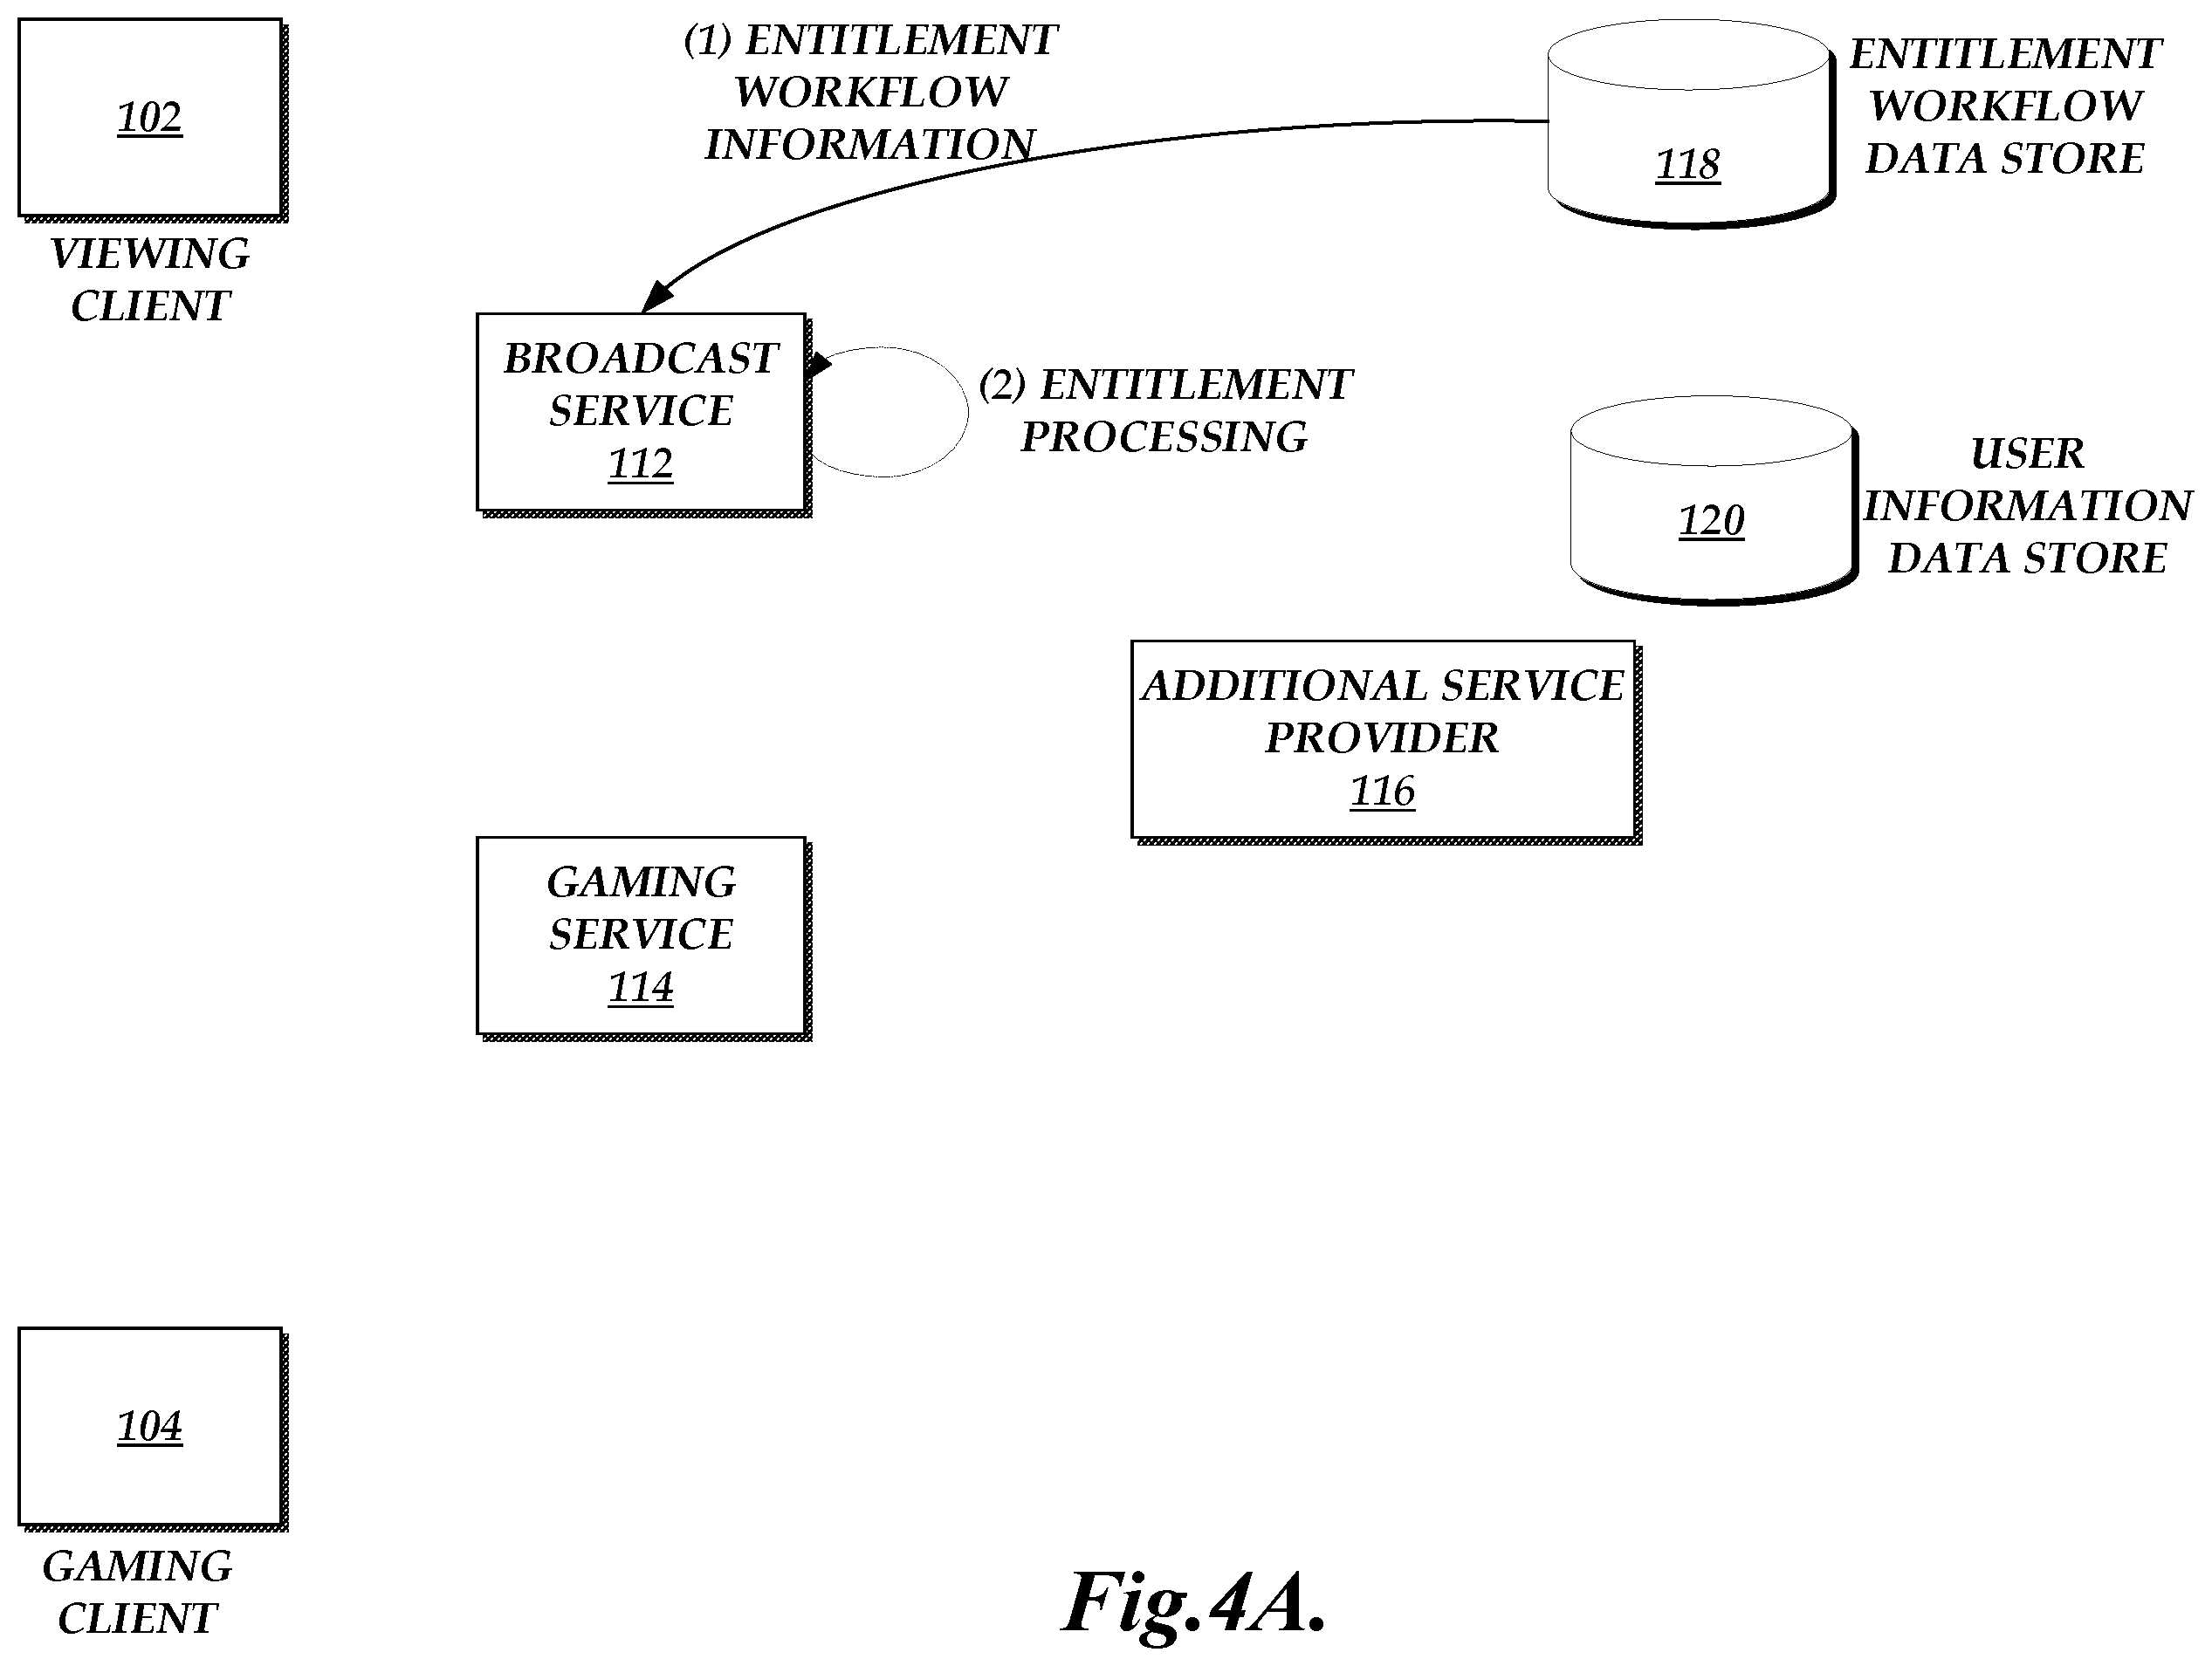 102
VIEWING
CLIENT
(1) ENTITLEMENT
WORKFLOW
INFORMATION
118
ENTITLEMENT
WORKFLOW
DATA STORE
BROADCAST
SERVICE
112
(2) ENTITLEMENT
PROCESSING
120
USER
INFORMATION
DATA STORE
ADDITIONAL SERVICE
PROVIDER
116
GAMING
SERVICE
114
104
GAMING
CLIENT
Fig.4A.